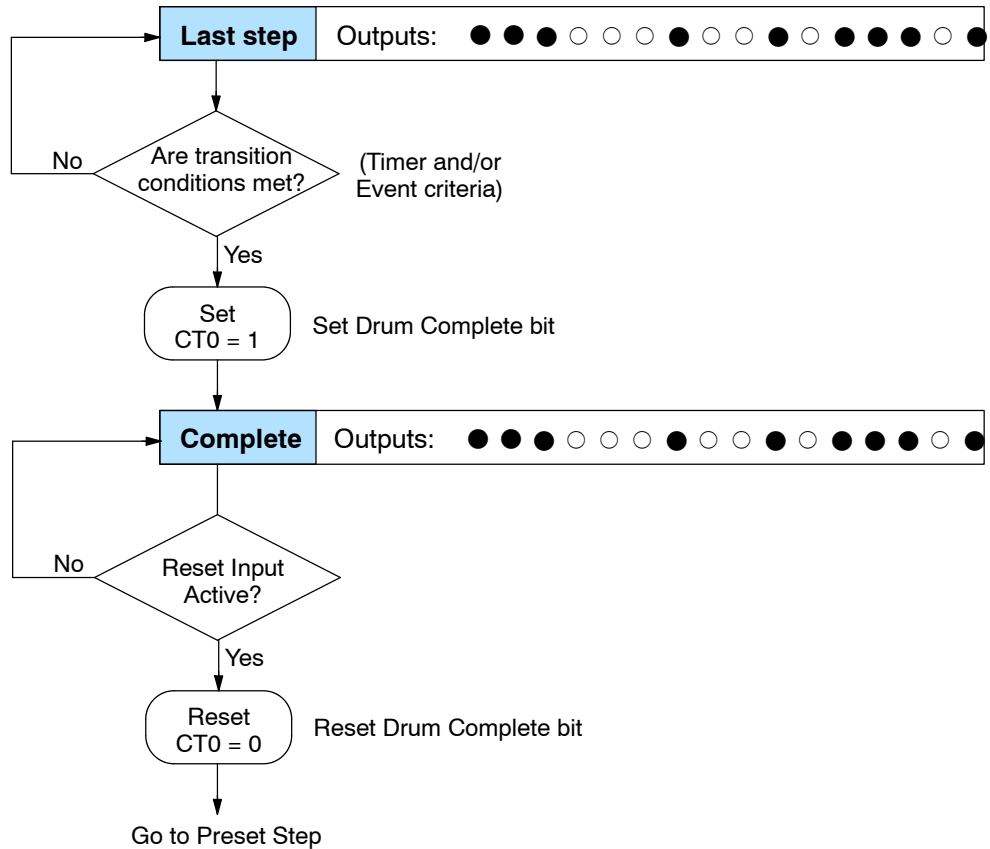 Last step Outputs:
Are transition
conditions met?
(Timer and/or
Event criteria)
No
Yes
Set
CT0 = 1
Set Drum Complete bit
Complete Outputs:
Reset Input
Active?
No
Yes
Reset
CT0 = 0
Reset Drum Complete bit
Go to Preset Step